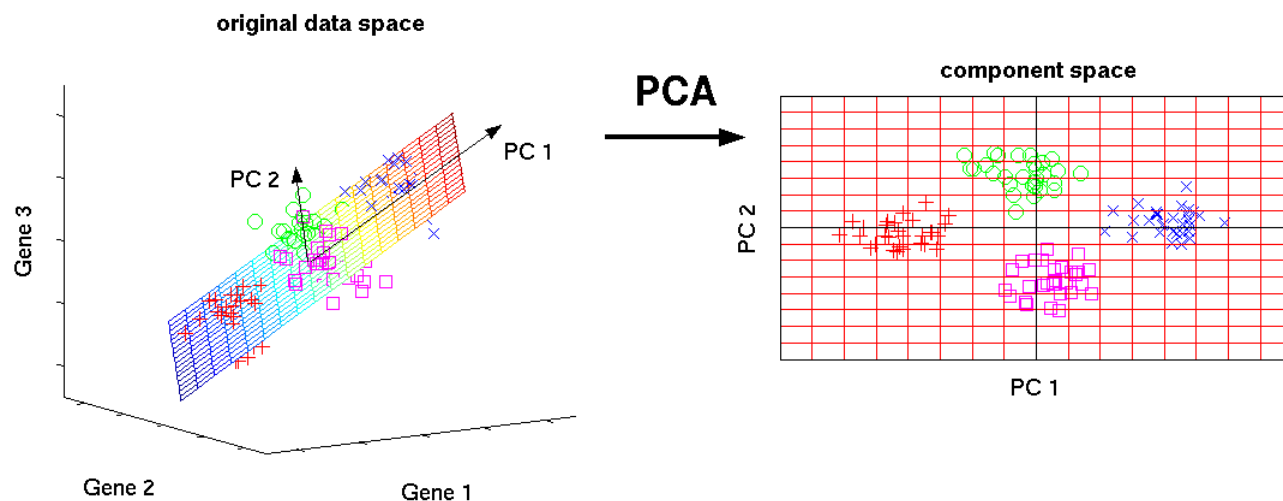 original data space
PCA
component space
PC 1
PC 2
Gene 3
PC 2
Gene 2
Gene 1
PC 1